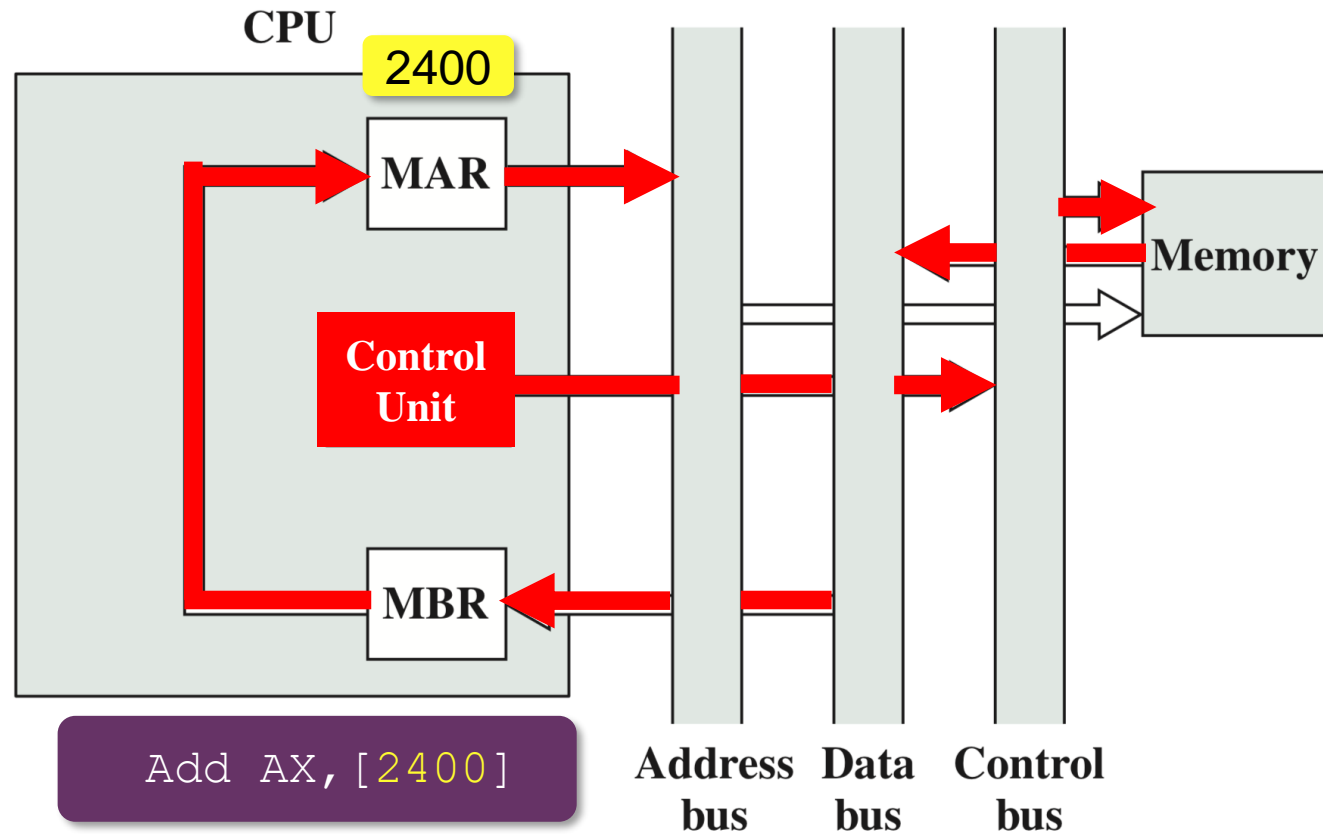 CPU
2400
MAR
Memory
Control
Unit
MBR
Add AX,[2400]
Address
bus
Data
bus
Control
bus